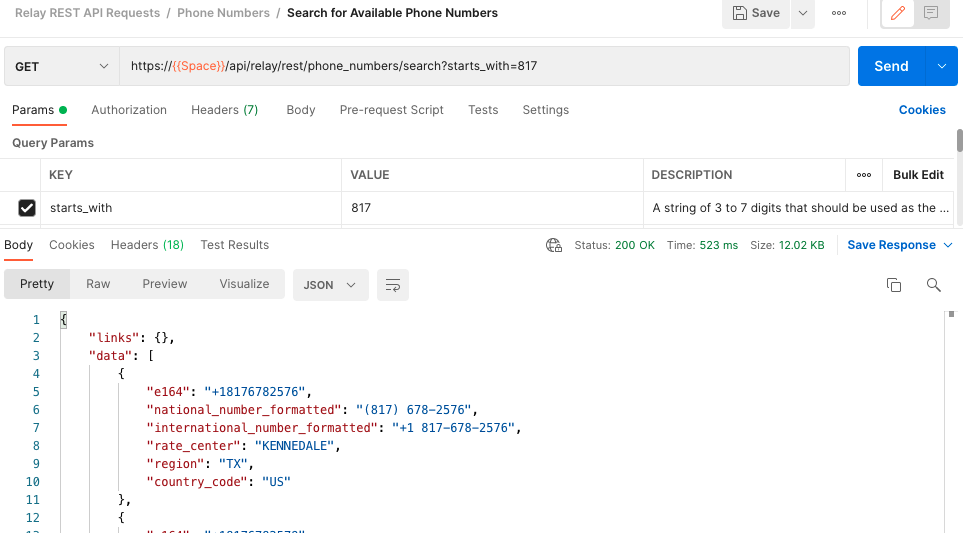 Relay REST API Requests / Phone Numbers / Search for Available Phone Numbers Save
GET https://{{Space}}/api/relay/rest/phone_numbers/search?starts_with=817 Send
Params Authorization Headers (7) Body Pre-request Script Tests Settings Cookies
Query Params
KEY VALUE DESCRIPTION Bulk Edit
starts_with 817 A string of 3 to 7 digits that should be used as the ...
Body Cookies Headers (18) Test Results Status: 200 OK Time: 523 ms Size: 12.02 KB Save Response
Pretty Raw Preview Visualize JSON
1 {
2 "links": {},
3 "data": [
4 {
5 "e164": "+18176782576",
6 "national_number_formatted": "(817) 678-2576",
7 "international_number_formatted": "+1 817-678-2576",
8 "rate_center": "KENNEDALE",
9 "region": "TX",
10 "country_code": "US"
11 },
12 {